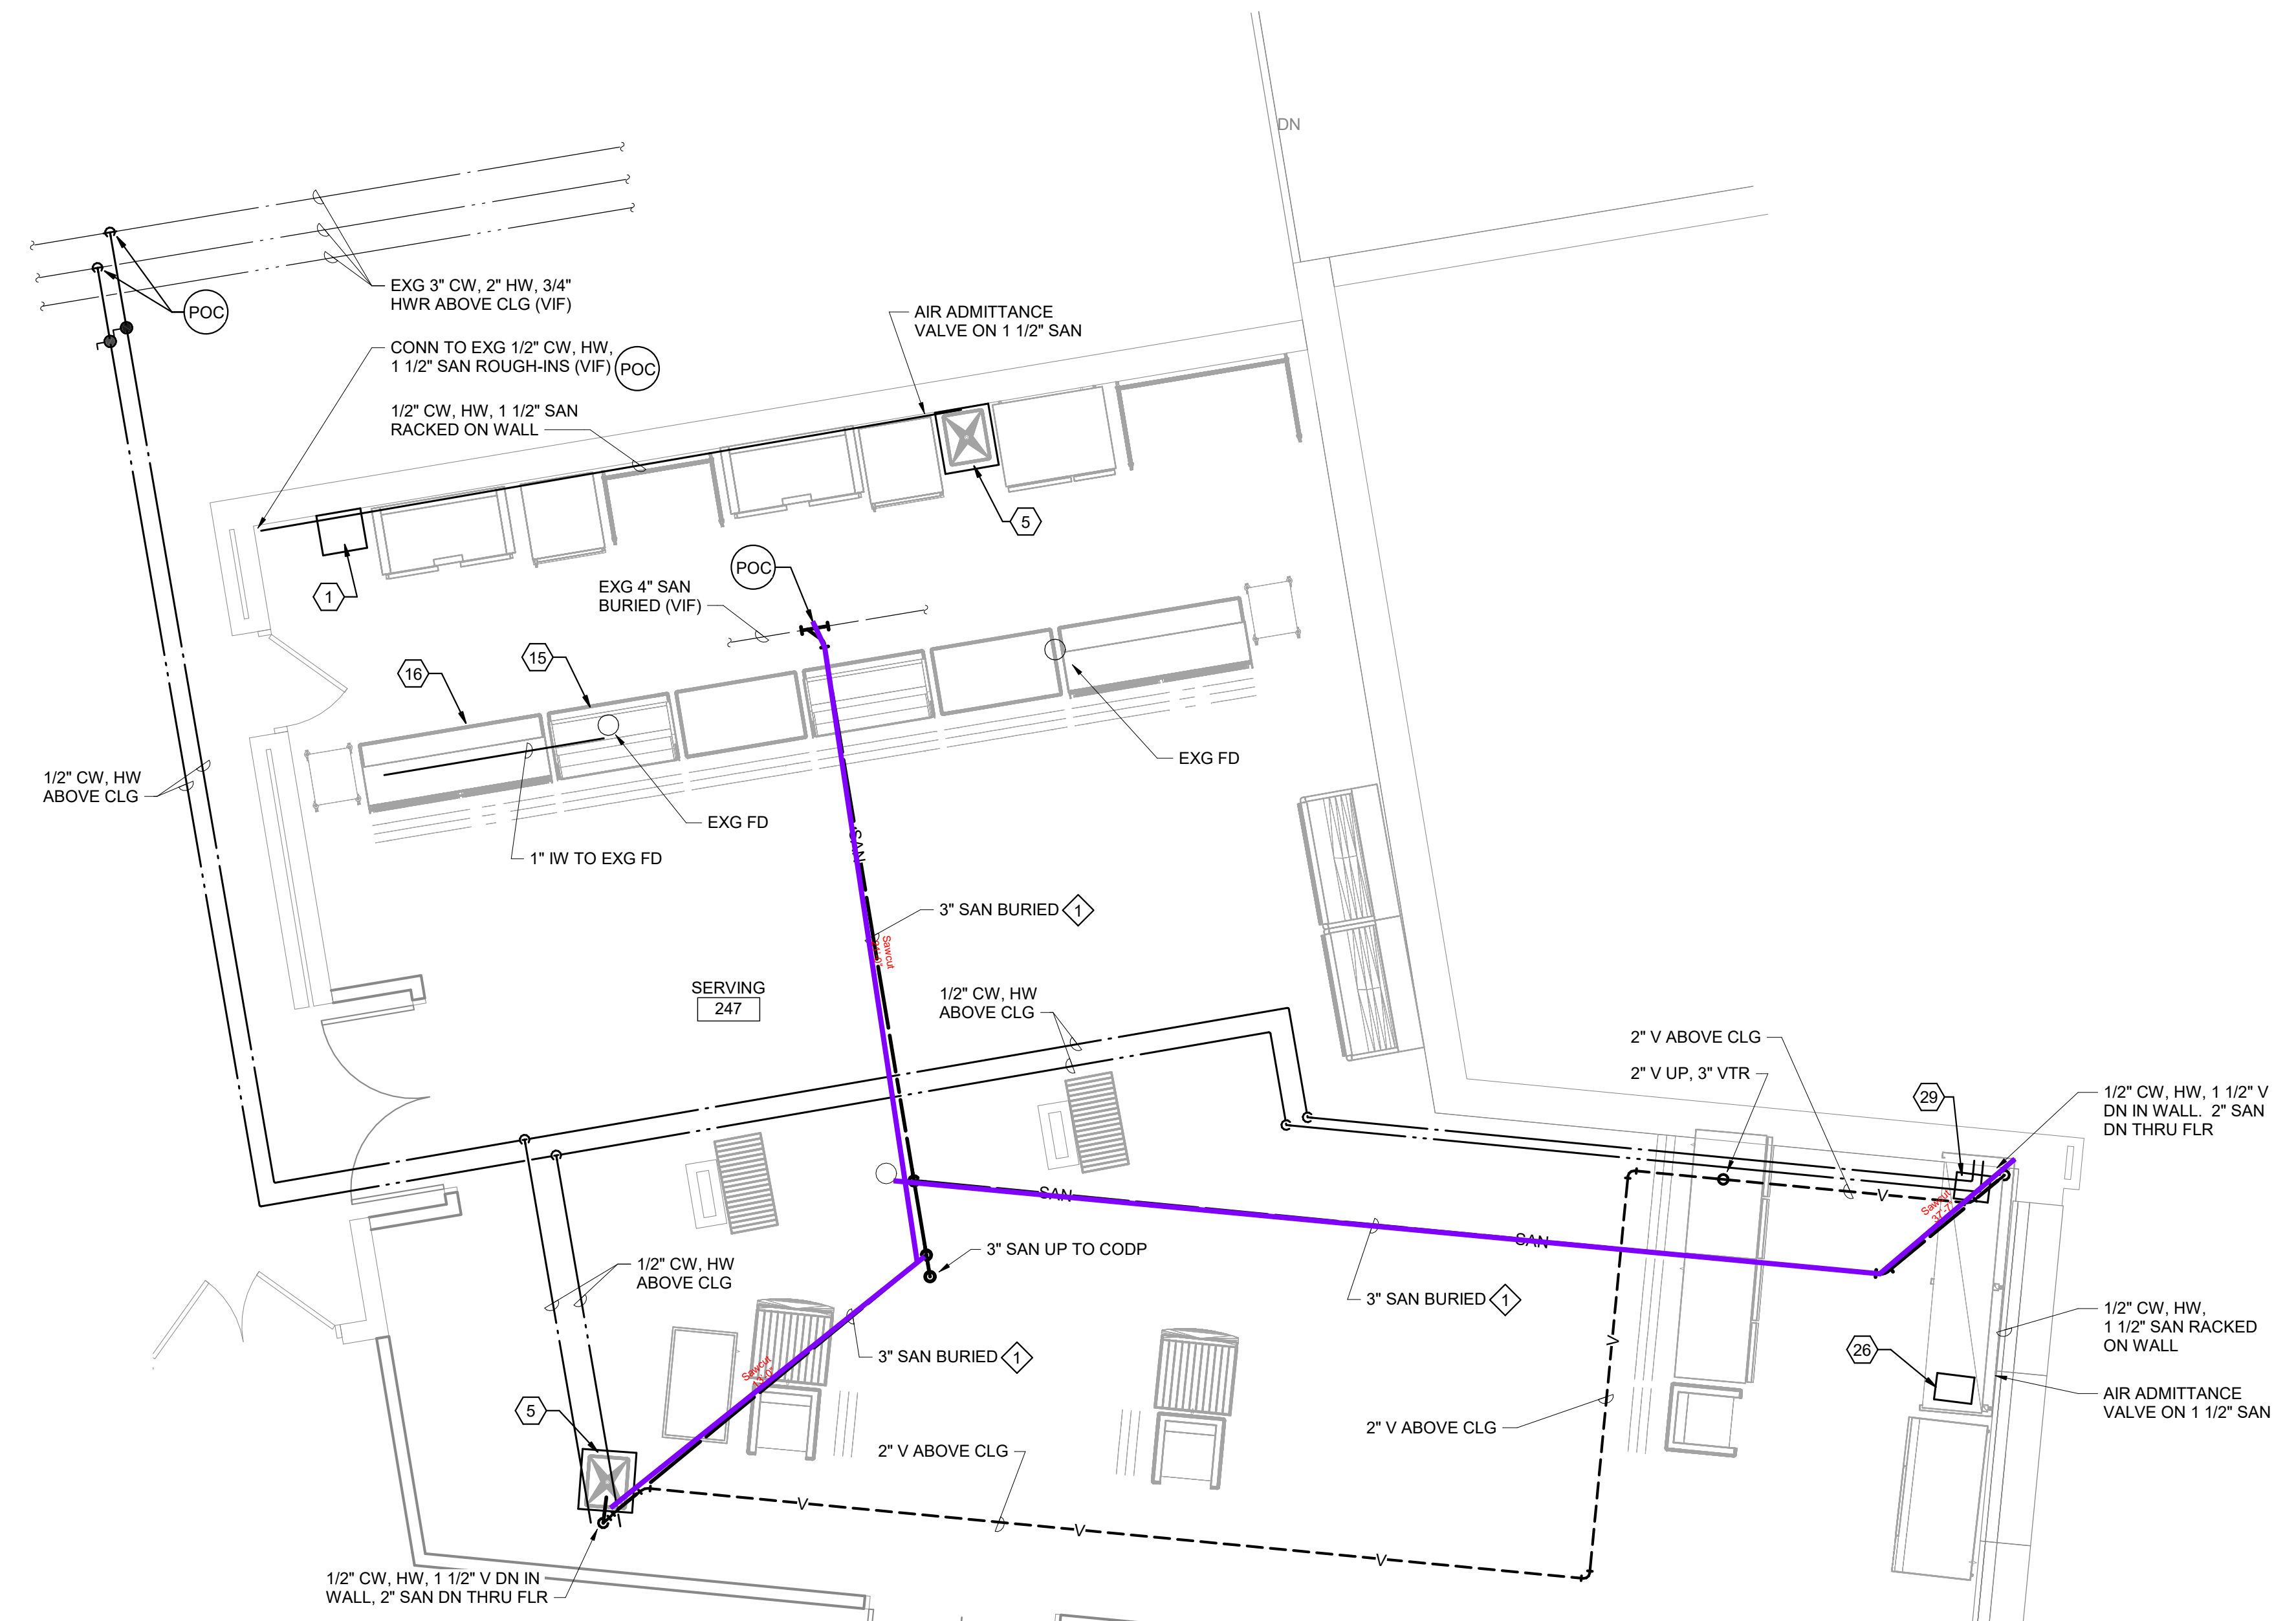 DN
EXG 3" CW, 2" HW, 3/4"
HWR ABOVE CLG (VIF)
POC
AIR ADMITTANCE
VALVE ON 1 1/2" SAN
CONN TO EXG 1/2" CW, HW,
1 1/2" SAN ROUGH-INS (VIF)
POC
1/2" CW, HW, 1 1/2" SAN
RACKED ON WALL
5
1
POC
EXG 4" SAN
BURIED (VIF)
15
16
EXG FD
1/2" CW, HW
ABOVE CLG
EXG FD
1" IW TO EXG FD
SAN
3" SAN BURIED 1
Sawcut
SERVING
247
1/2" CW, HW
ABOVE CLG
2" V ABOVE CLG
2" V UP, 3" VTR
29
1/2" CW, HW, 1 1/2" V
DN IN WALL. 2" SAN
DN THRU FLR
SAN
V
Sawcut
37'-7"
SAN
3" SAN UP TO CODP
1/2" CW, HW
ABOVE CLG
3" SAN BURIED 1
1/2" CW, HW,
1 1/2" SAN RACKED
ON WALL
V
3" SAN BURIED 1
26
Sawcut
13'-0"
AIR ADMITTANCE
VALVE ON 1 1/2" SAN
5
2" V ABOVE CLG
2" V ABOVE CLG
V
V
V
1/2" CW, HW, 1 1/2" V DN IN
WALL, 2" SAN DN THRU FLR